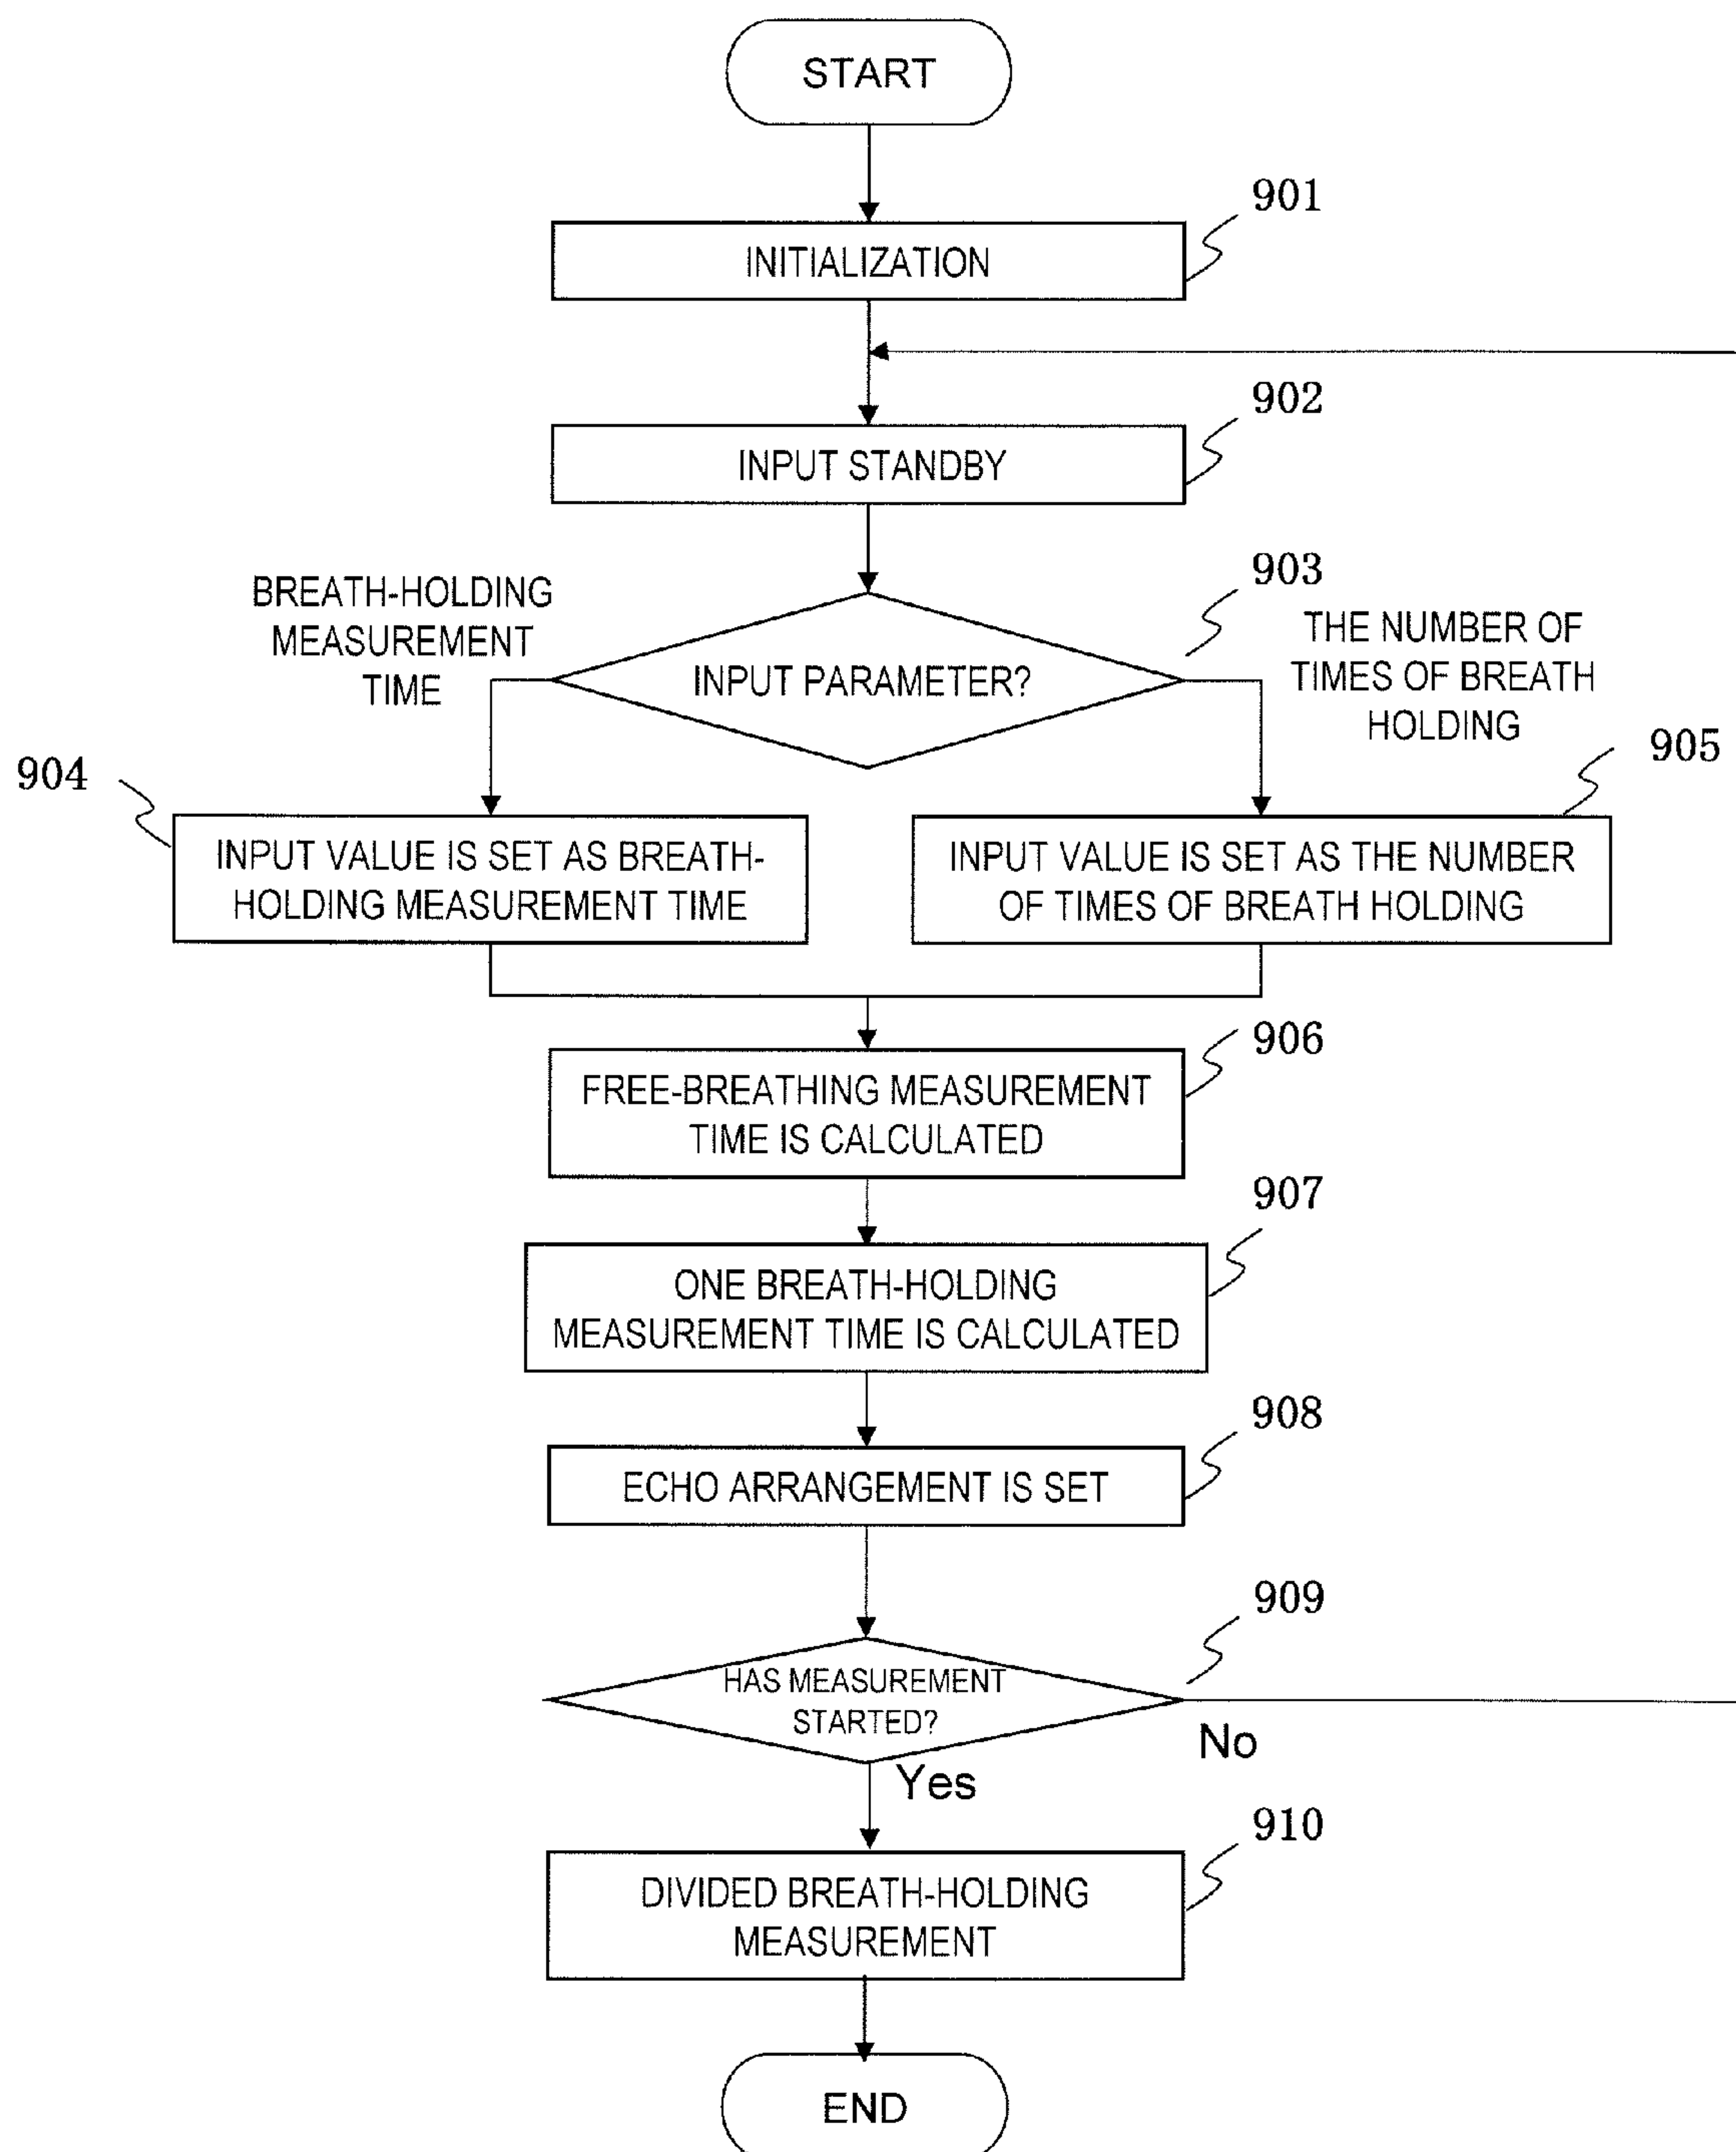 START
901
INITIALIZATION
902
INPUT STANDBY
903
BREATH-HOLDING
MEASUREMENT
TIME
INPUT PARAMETER?
THE NUMBER OF
TIMES OF BREATH
HOLDING
904
905
INPUT VALUE IS SET AS BREATH-
HOLDING MEASUREMENT TIME
INPUT VALUE IS SET AS THE NUMBER
OF TIMES OF BREATH HOLDING
906
FREE-BREATHING MEASUREMENT
TIME IS CALCULATED
907
ONE BREATH-HOLDING
MEASUREMENT TIME IS CALCULATED
908
ECHO ARRANGEMENT IS SET
909
HAS MEASUREMENT
STARTED?
No
Yes
910
DIVIDED BREATH-HOLDING
MEASUREMENT
END